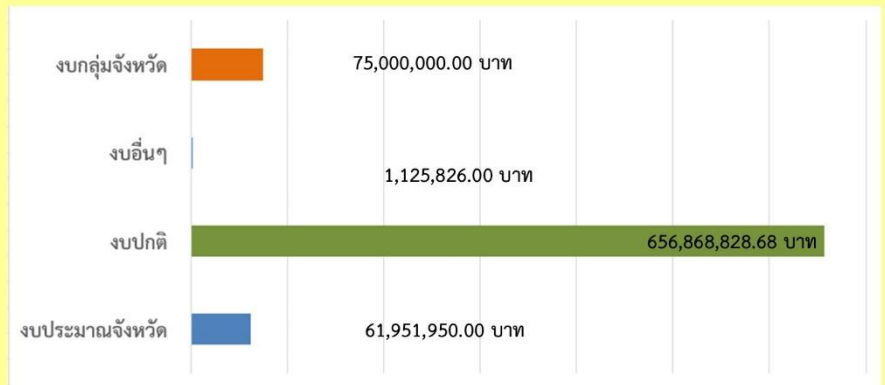 งบกลุ่มจังหวัด 75,000,000.00 บาท
งบอื่นๆ 1,125,826.00 บาท
งบปกติ 656,868,828.68 บาท
งบประมาณจังหวัด 61,951,950.00 บาท